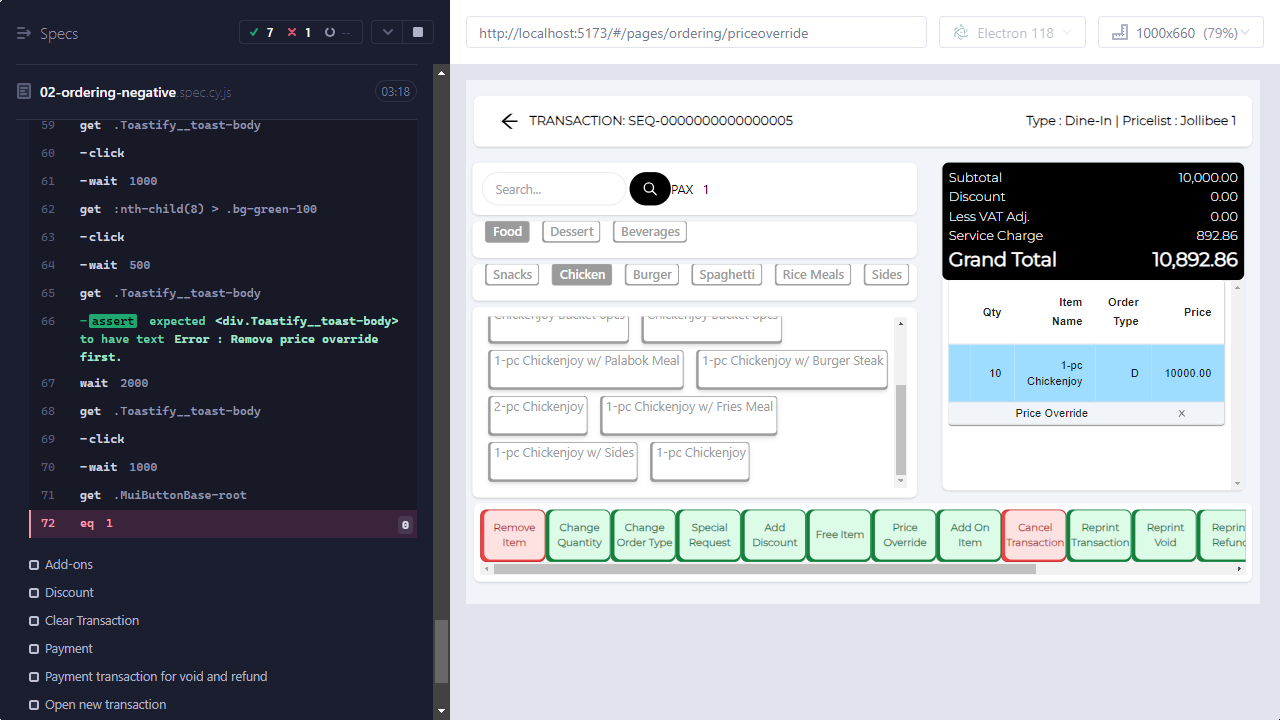 Specs
7
1
--
02-ordering-negative.spec.cy.js
03:18
59 get .Toastify__toast-body
60 -click
61 -wait 1000
62 get :nth-child(8) > .bg-green-100
63 -click
64 -wait 500
65 get .Toastify__toast-body
66 -assert expected <div.Toastify__toast-body>
to have text Error : Remove price override
first.
67 wait 2000
68 get .Toastify__toast-body
69 -click
70 -wait 1000
71 get .MuiButtonBase-root
72 eq 1 0
Add-ons
Discount
Clear Transaction
Payment
Payment transaction for void and refund
Open new transaction
http://localhost:5173/#/pages/ordering/priceoverride
Electron 118
1000x660 (79%)
TRANSACTION: SEQ-0000000000000005
Type : Dine-In | Pricelist : Jollibee 1
Search...
PAX 1
Food Dessert Beverages
Snacks Chicken Burger Spaghetti Rice Meals Sides
Chickenjoy Bucket 6pcs Chickenjoy Bucket 8pcs
1-pc Chickenjoy w/ Palabok Meal 1-pc Chickenjoy w/ Burger Steak
2-pc Chickenjoy 1-pc Chickenjoy w/ Fries Meal
1-pc Chickenjoy w/ Sides 1-pc Chickenjoy
Subtotal 10,000.00
Discount 0.00
Less VAT Adj. 0.00
Service Charge 892.86
Grand Total 10,892.86
Qty Item Name Order Type Price
10 1-pc Chickenjoy D 10000.00
Price Override X
Remove Item
Change Quantity
Change Order Type
Special Request
Add Discount
Free Item
Price Override
Add On Item
Cancel Transaction
Reprint Transaction
Reprint Void
Reprin
Refund